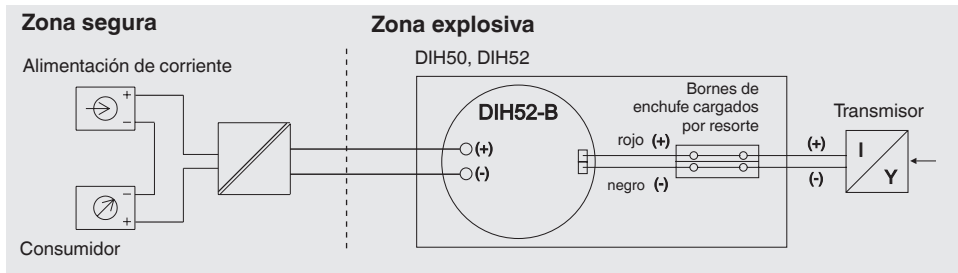 Zona segura
Zona explosiva
Alimentación de corriente
DIH50, DIH52
+
−
DIH52-B
Bornes de
enchufe cargados
por resorte
Transmisor
rojo (+)
(+)
(+)
I
(-)
Y
negro (-)
(-)
−
+
Consumidor